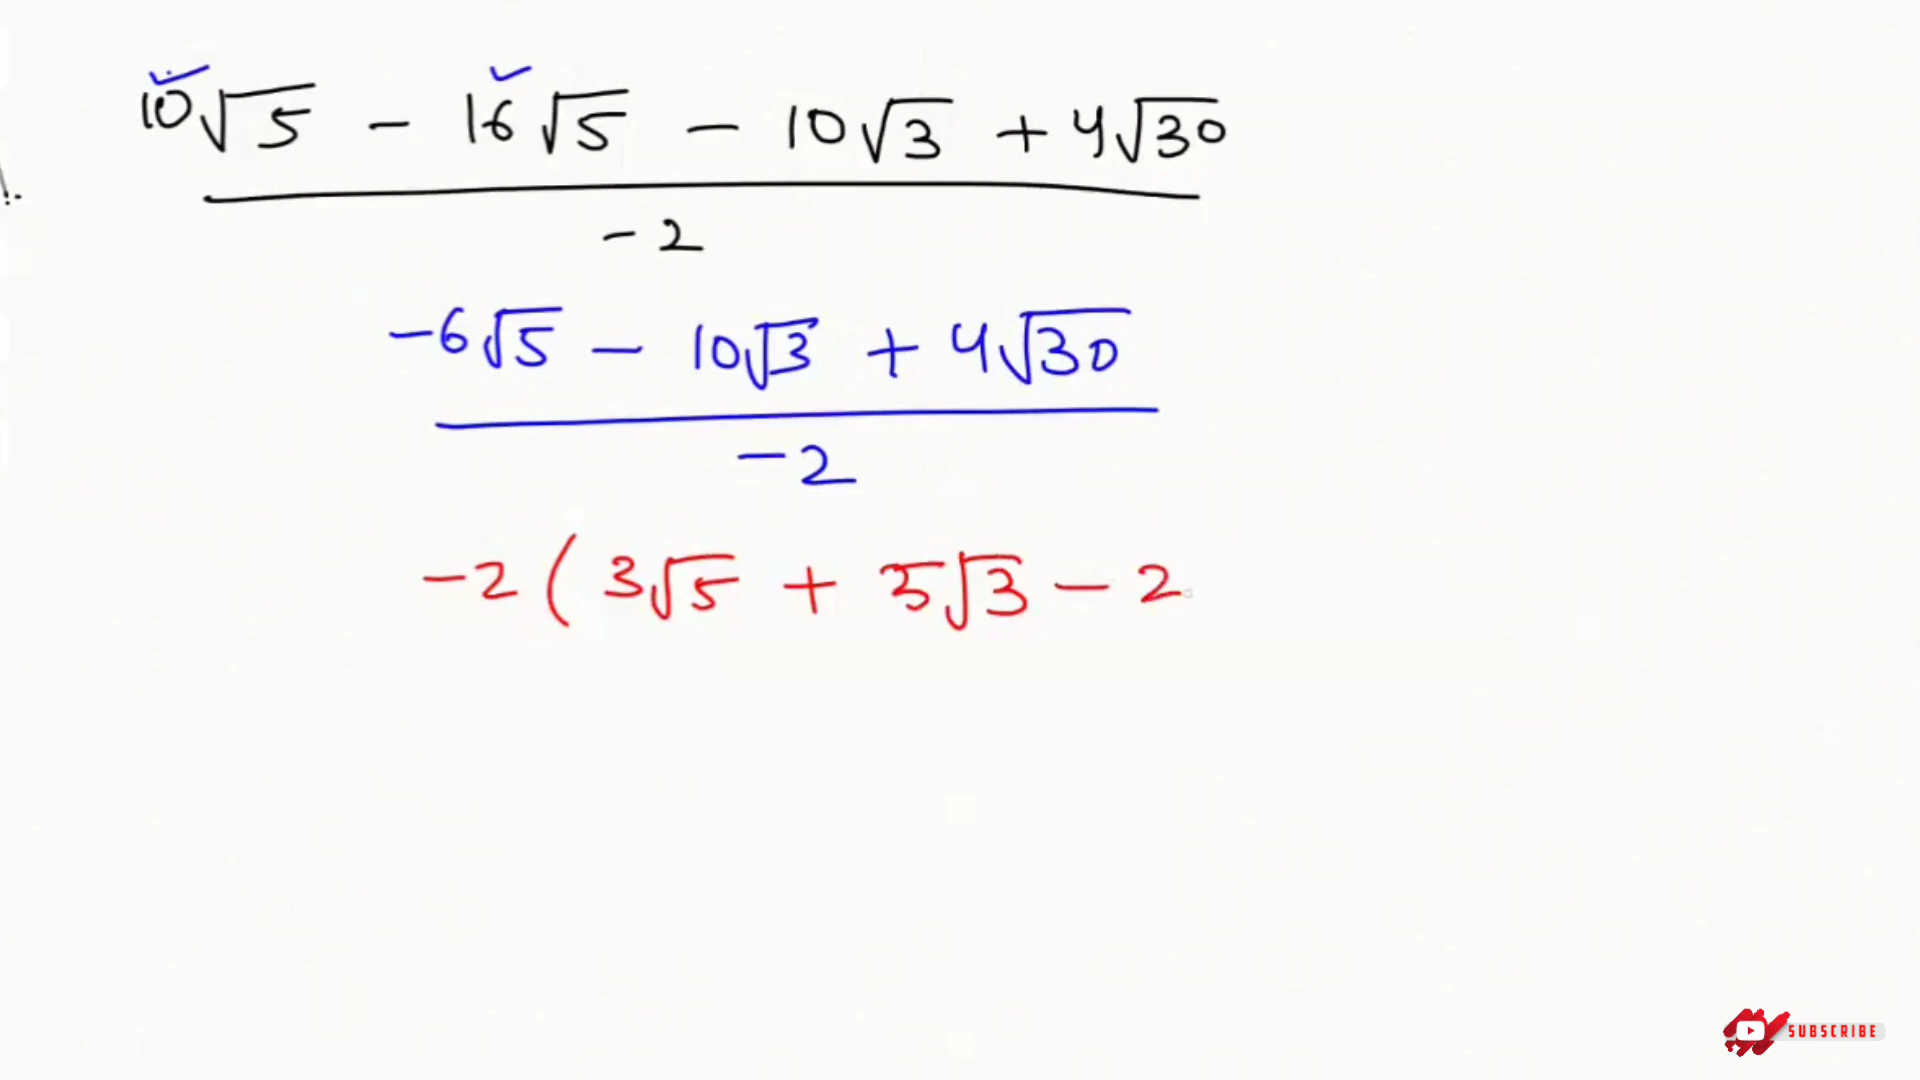 10√5 - 16√5 - 10√3 + 4√30
-2
-6√5 - 10√3 + 4√30
-2
-2(3√5 + 5√3 - 2
SUBSCRIBE